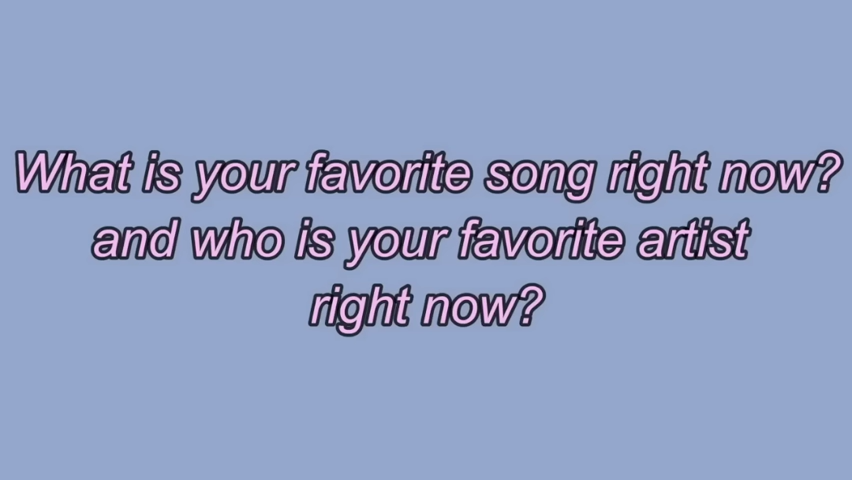 What is your favorite song right now?
and who is your favorite artist
right now?